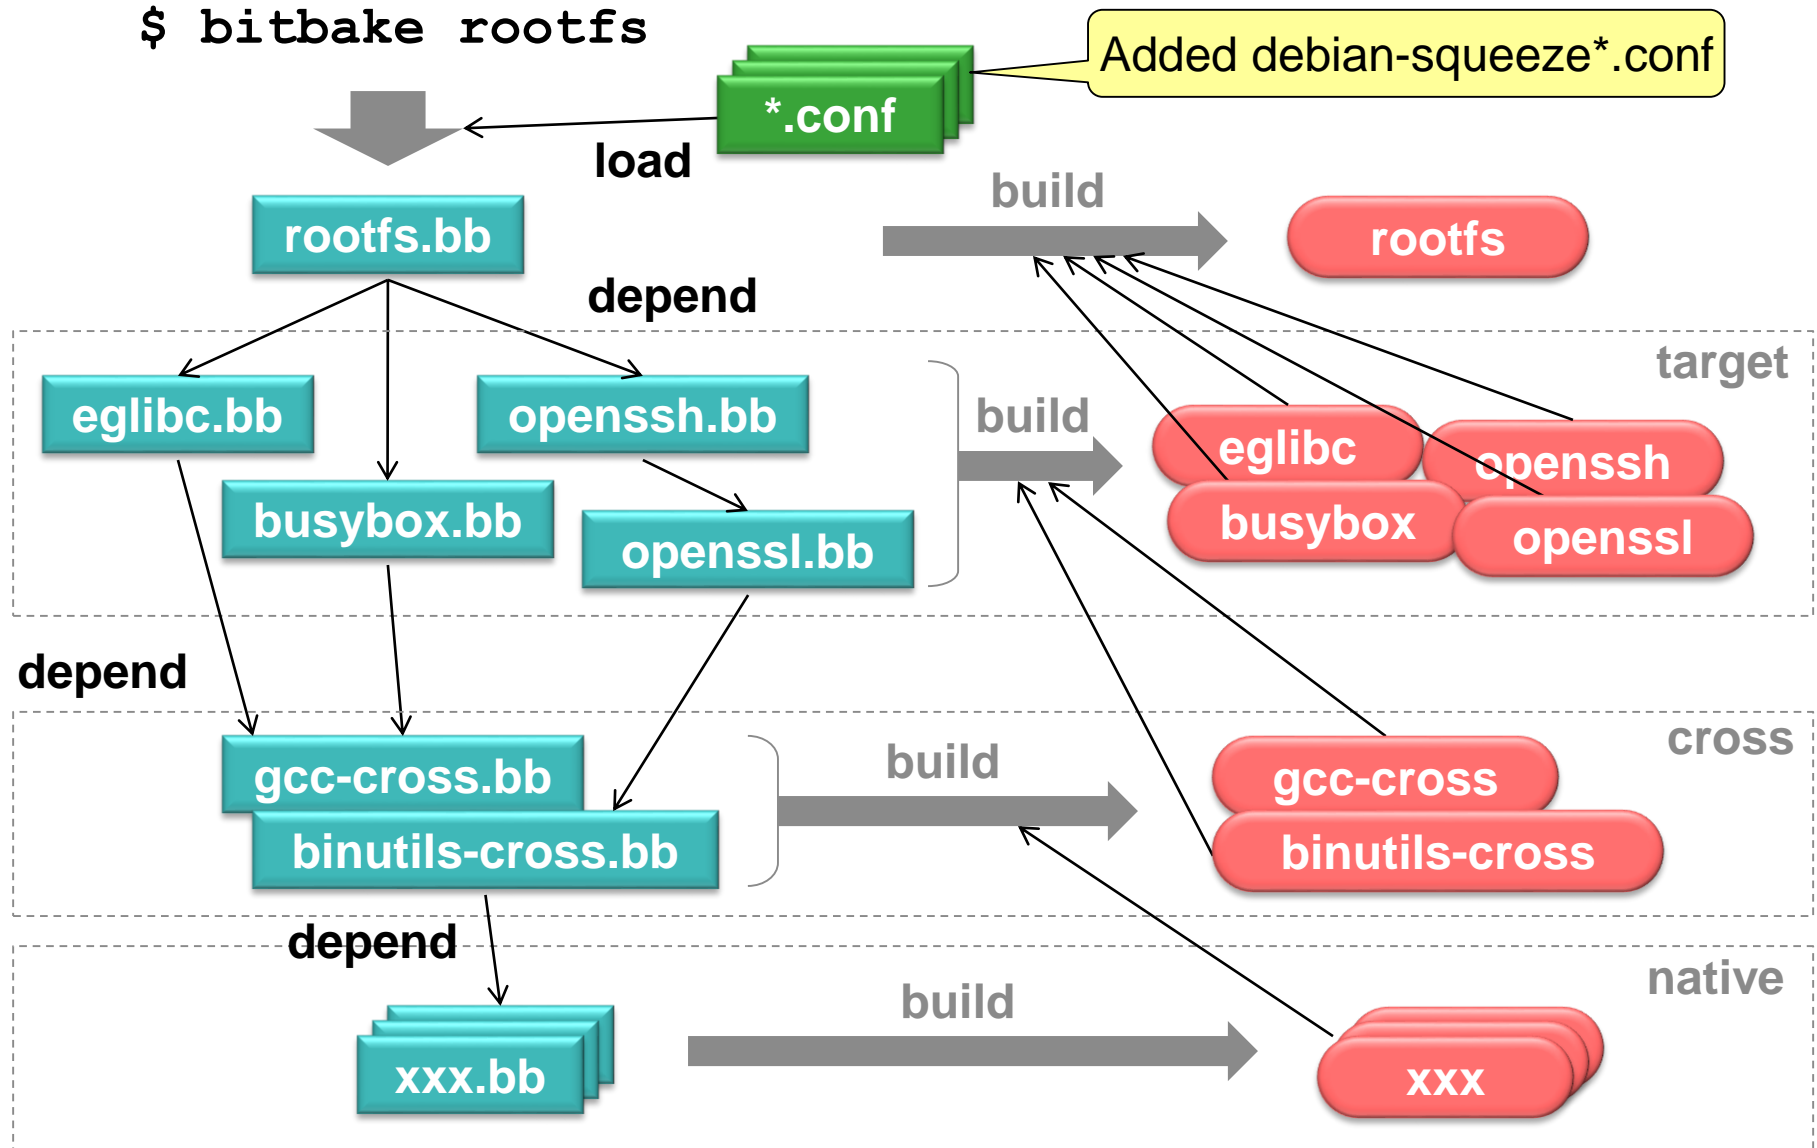 $ bitbake rootfs
Added debian-squeeze*.conf
*.conf
load
build
rootfs.bb
rootfs
depend
target
eglibc.bb
openssh.bb
build
eglibc
openssh
busybox.bb
openssl.bb
busybox
openssl
depend
cross
build
gcc-cross.bb
gcc-cross
binutils-cross.bb
binutils-cross
depend
native
build
xxx.bb
xxx